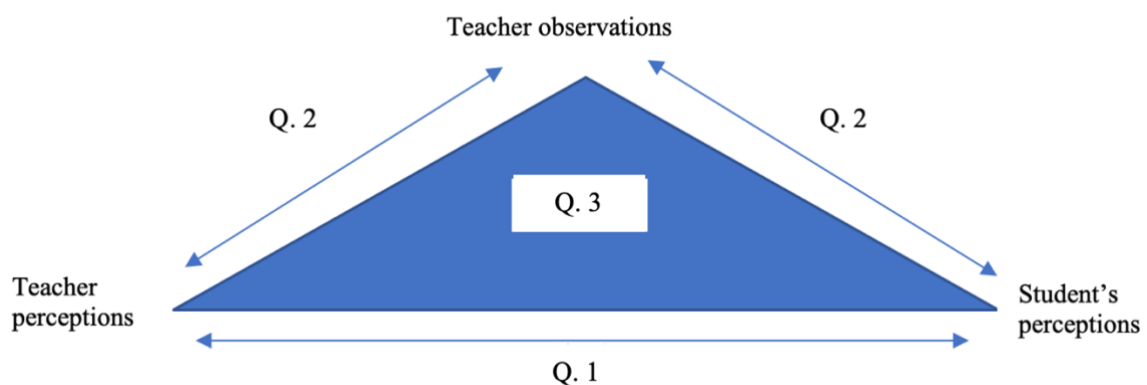 Teacher observations
Q. 2
Q. 2
Q. 3
Teacher
perceptions
Student’s
perceptions
Q. 1